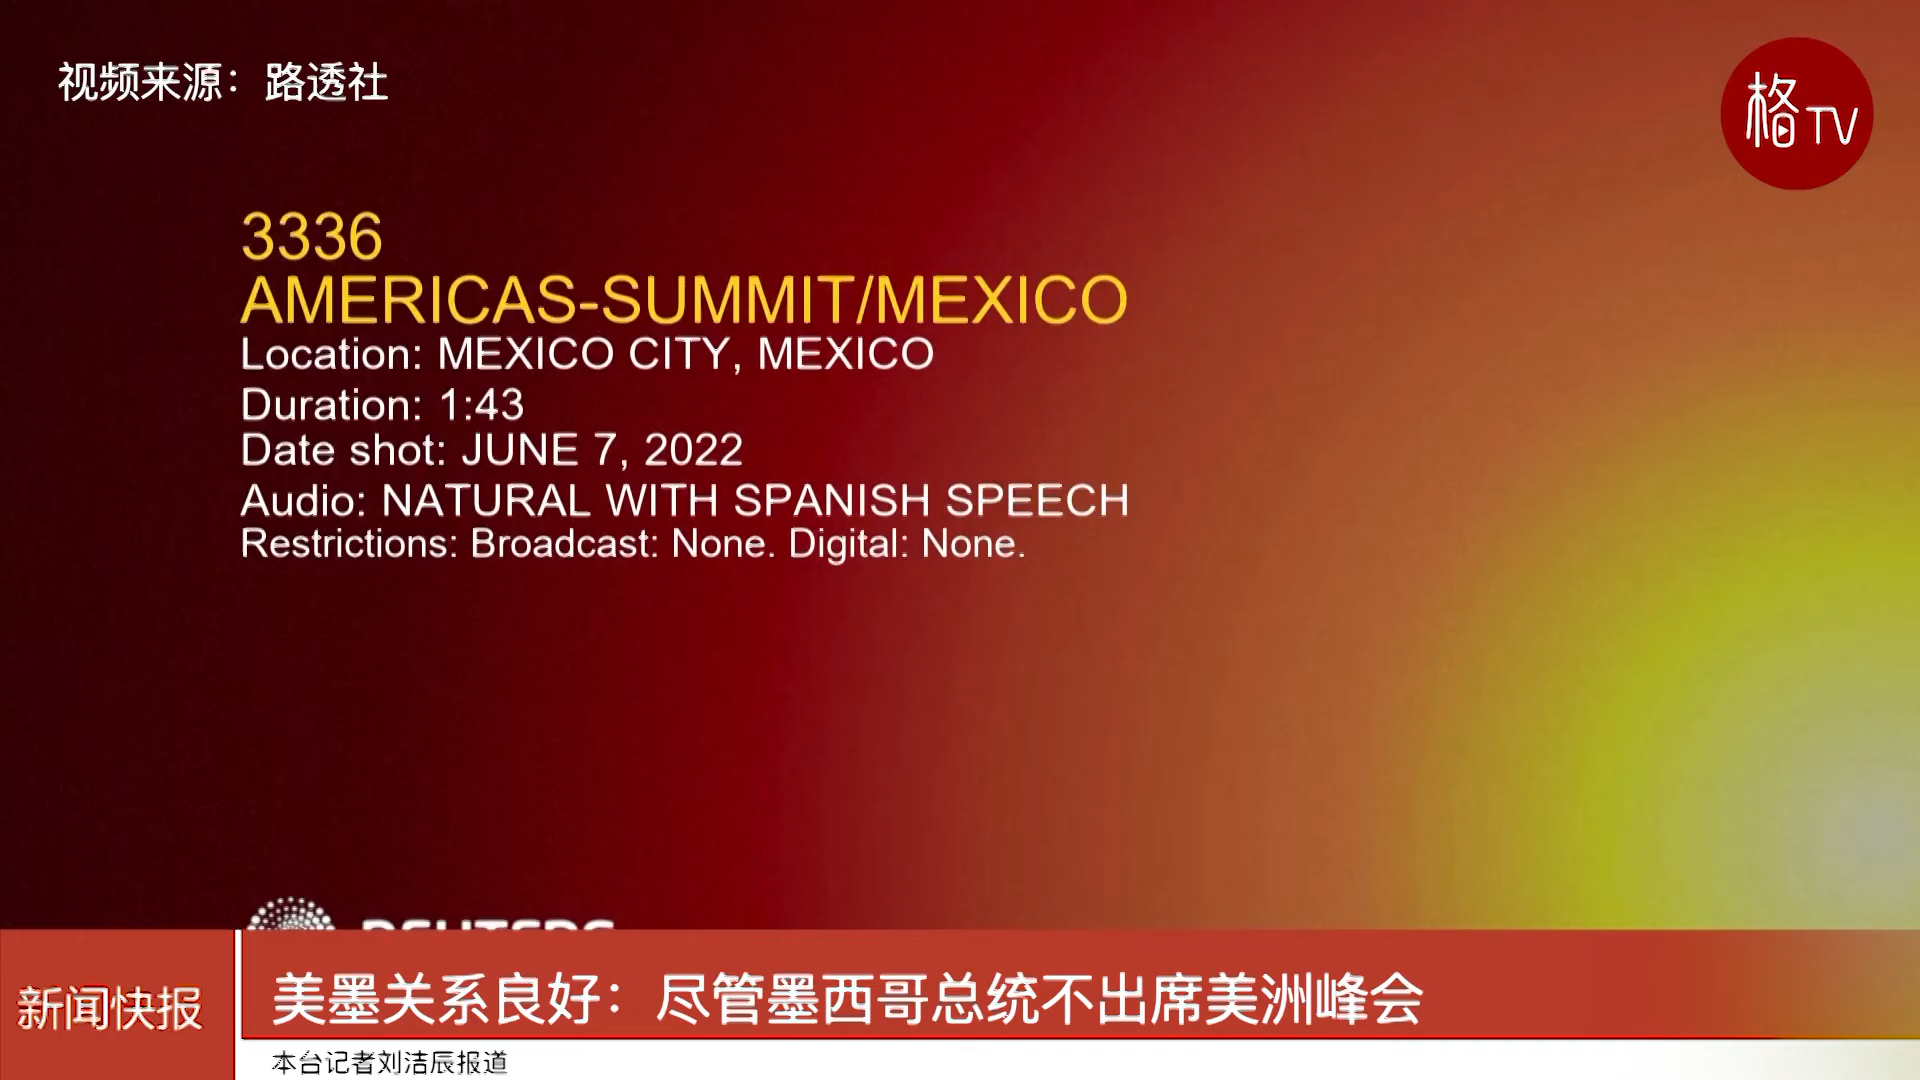 视频来源：路透社
格TV
3336
AMERICAS-SUMMIT/MEXICO
Location: MEXICO CITY, MEXICO
Duration: 1:43
Date shot: JUNE 7, 2022
Audio: NATURAL WITH SPANISH SPEECH
Restrictions: Broadcast: None. Digital: None.
REUTERS
新闻快报
美墨关系良好：尽管墨西哥总统不出席美洲峰会
本台记者刘洁辰报道